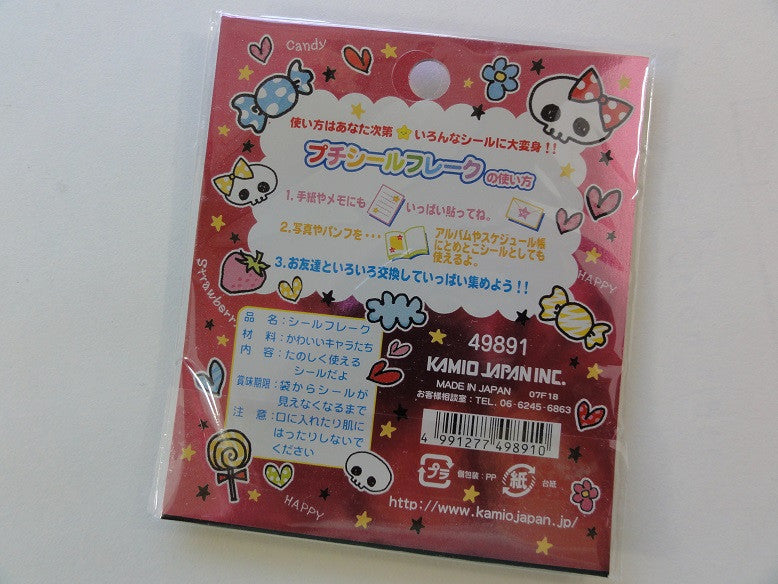 Candy
使い方はあなた次第 いろんなシールに大変身!!
プチシールフレークの使い方
1. 手紙やメモにも いっぱい貼ってね。
2. 写真やパンフを・・・ アルバムやスケジュール帳
にとめとこシールとしても
使えるよ。
3. お友達といろいろ交換していっぱい集めよう!!
HAPPY
Strawberry
品 名:シールフレーク
材 料:かわいいキャラたち
内 容:たのしく使える
シールだよ
賞味期限:袋からシールが
見えなくなるまで
注 意:口に入れたり肌に
はったりしないで
ください
49891
KAMIO JAPAN INC.
MADE IN JAPAN 07F18
お客様相談室:TEL. 06-6245-6863
4 991277 498910
プラ 個包装:PP 紙 台紙
http://www.kamiojapan.jp/
HAPPY